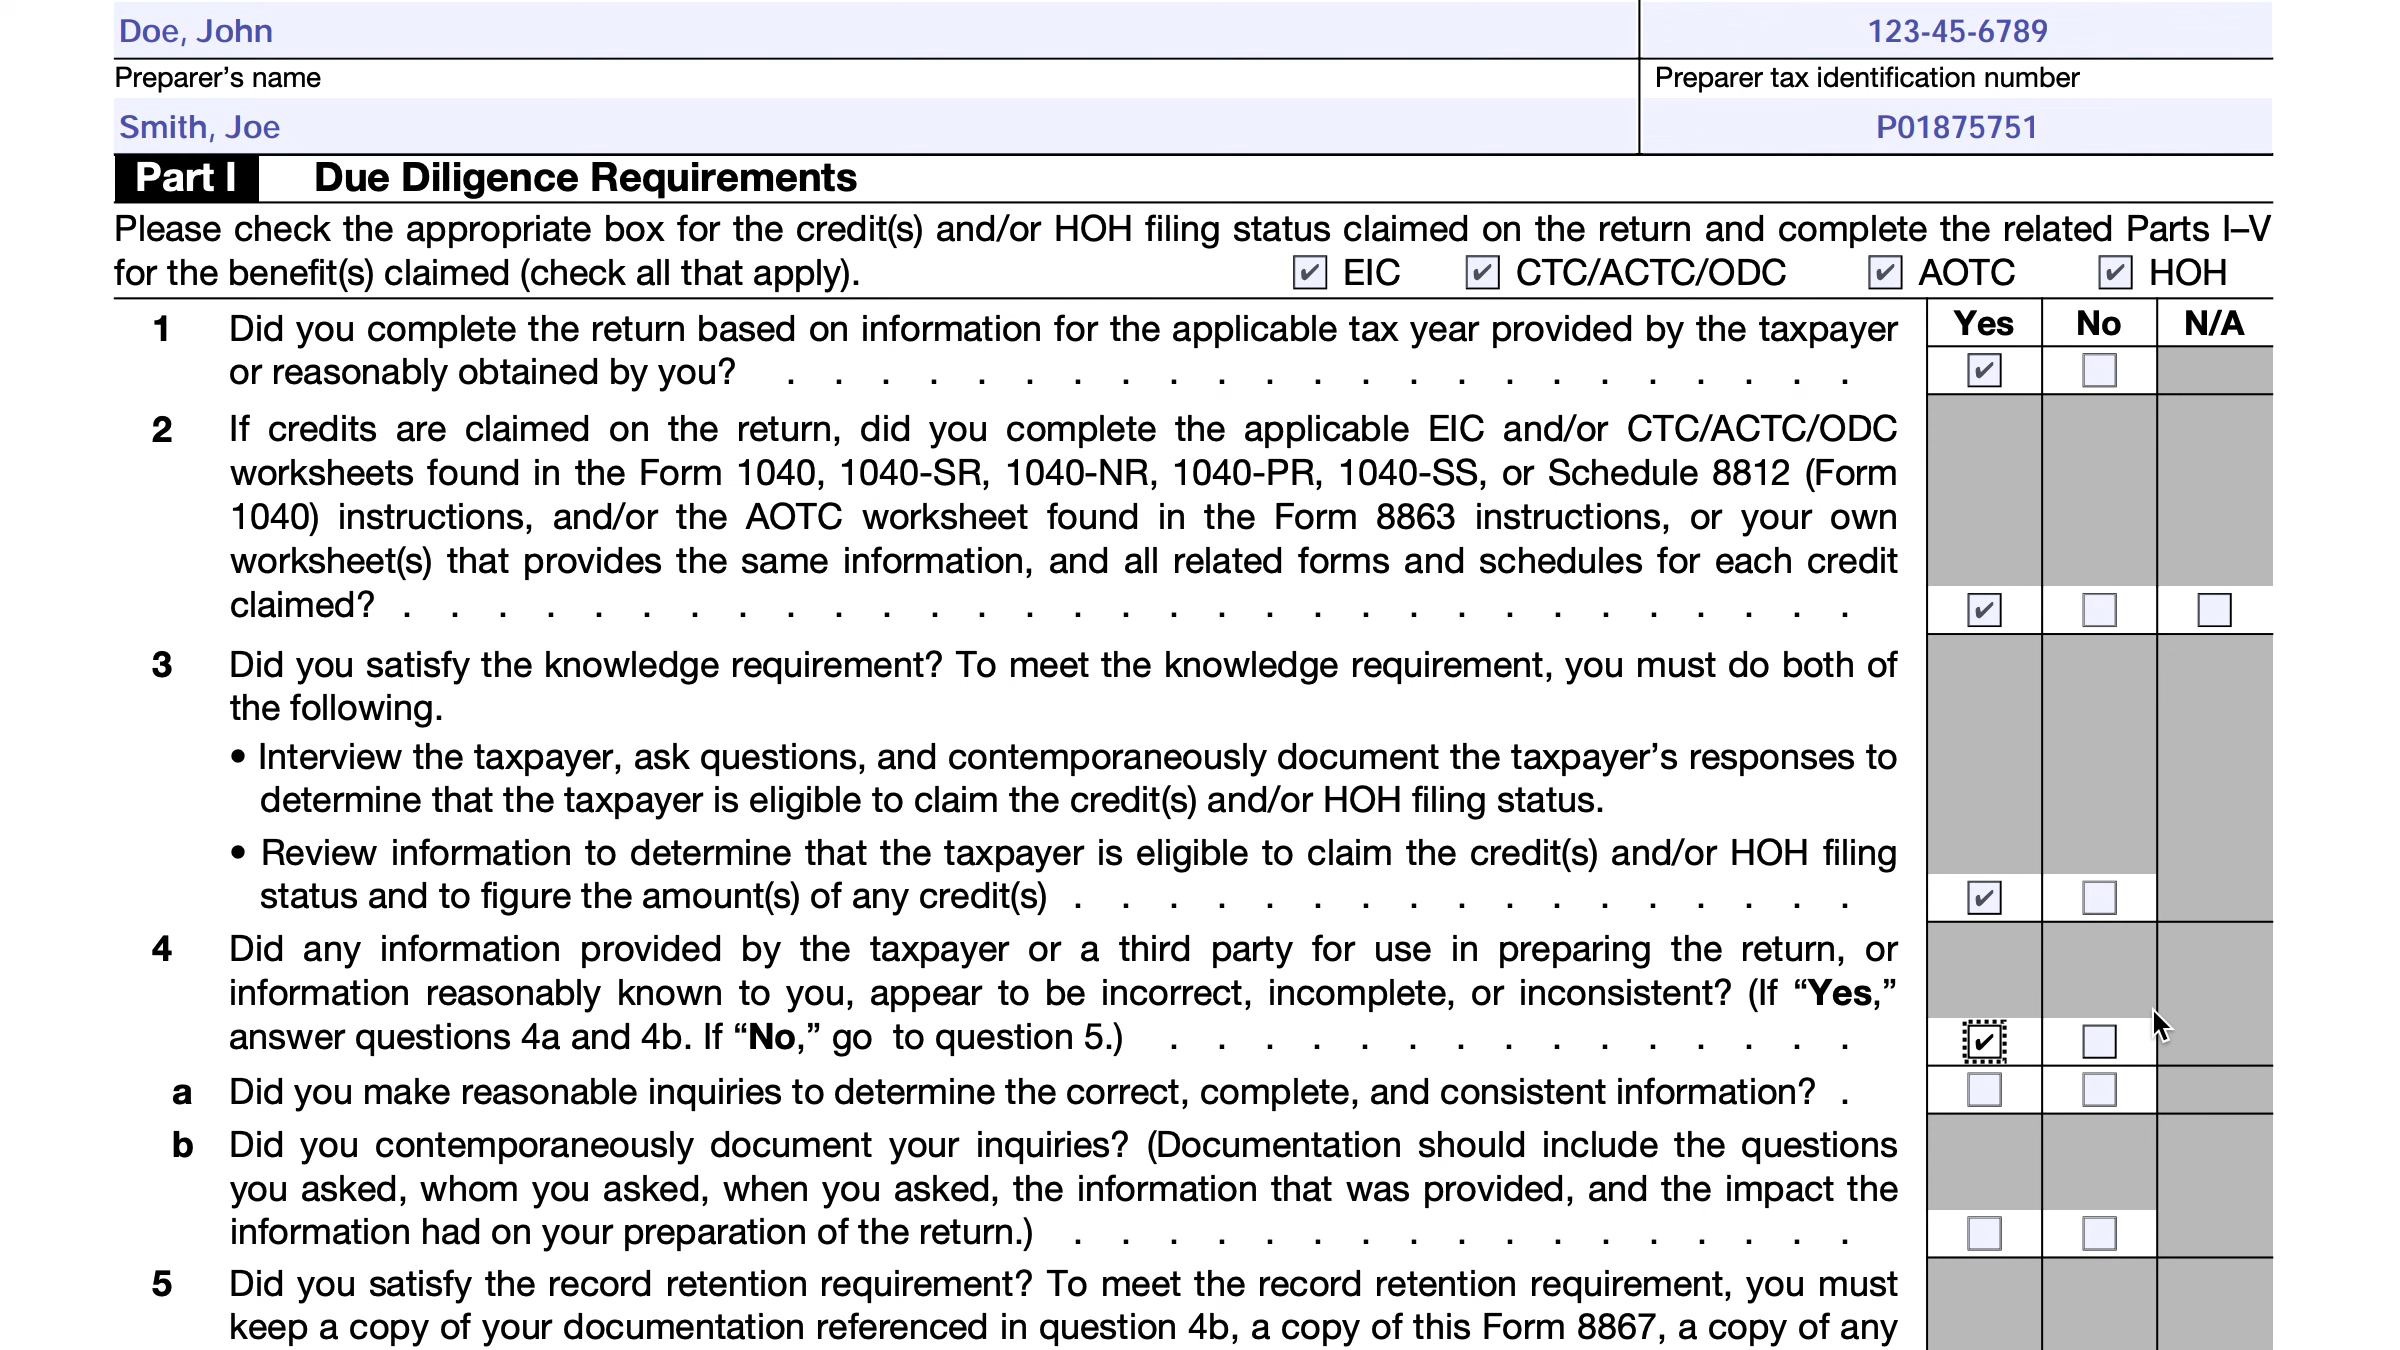 Doe, John 123-45-6789
Preparer’s name Preparer tax identification number
Smith, Joe P01875751
Part I Due Diligence Requirements
Please check the appropriate box for the credit(s) and/or HOH filing status claimed on the return and complete the related Parts I–V
for the benefit(s) claimed (check all that apply). ✔ EIC ✔ CTC/ACTC/ODC ✔ AOTC ✔ HOH
Yes No N/A
1 Did you complete the return based on information for the applicable tax year provided by the taxpayer
or reasonably obtained by you? . . . . . . . . . . . . . . . . . . . . . . . ✔
2 If credits are claimed on the return, did you complete the applicable EIC and/or CTC/ACTC/ODC
worksheets found in the Form 1040, 1040-SR, 1040-NR, 1040-PR, 1040-SS, or Schedule 8812 (Form
1040) instructions, and/or the AOTC worksheet found in the Form 8863 instructions, or your own
worksheet(s) that provides the same information, and all related forms and schedules for each credit
claimed? . . . . . . . . . . . . . . . . . . . . . . . . . . . . . . . ✔
3 Did you satisfy the knowledge requirement? To meet the knowledge requirement, you must do both of
the following.
• Interview the taxpayer, ask questions, and contemporaneously document the taxpayer’s responses to
determine that the taxpayer is eligible to claim the credit(s) and/or HOH filing status.
• Review information to determine that the taxpayer is eligible to claim the credit(s) and/or HOH filing
status and to figure the amount(s) of any credit(s) . . . . . . . . . . . . . . . . . ✔
4 Did any information provided by the taxpayer or a third party for use in preparing the return, or
information reasonably known to you, appear to be incorrect, incomplete, or inconsistent? (If “Yes,”
answer questions 4a and 4b. If “No,” go to question 5.) . . . . . . . . . . . . . . . ✔
a Did you make reasonable inquiries to determine the correct, complete, and consistent information? .
b Did you contemporaneously document your inquiries? (Documentation should include the questions
you asked, whom you asked, when you asked, the information that was provided, and the impact the
information had on your preparation of the return.) . . . . . . . . . . . . . . . . .
5 Did you satisfy the record retention requirement? To meet the record retention requirement, you must
keep a copy of your documentation referenced in question 4b, a copy of this Form 8867, a copy of any